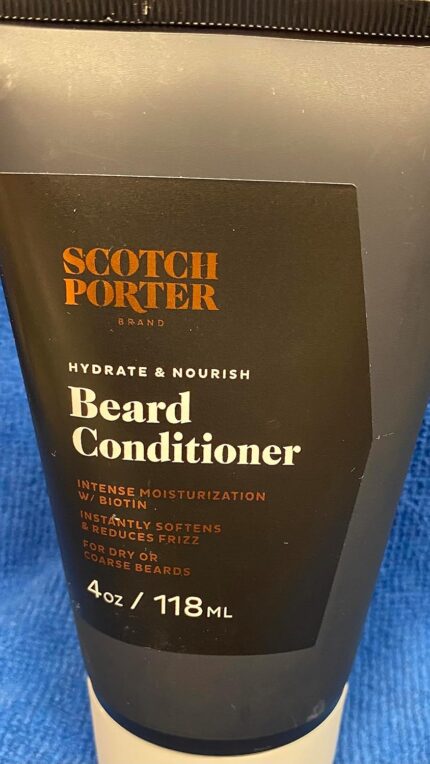 SCOTCH
PORTER
BRAND
HYDRATE & NOURISH
Beard
Conditioner
INTENSE MOISTURIZATION
W/ BIOTIN
INSTANTLY SOFTENS
& REDUCES FRIZZ
FOR DRY OR
COARSE BEARDS
4oz / 118ML